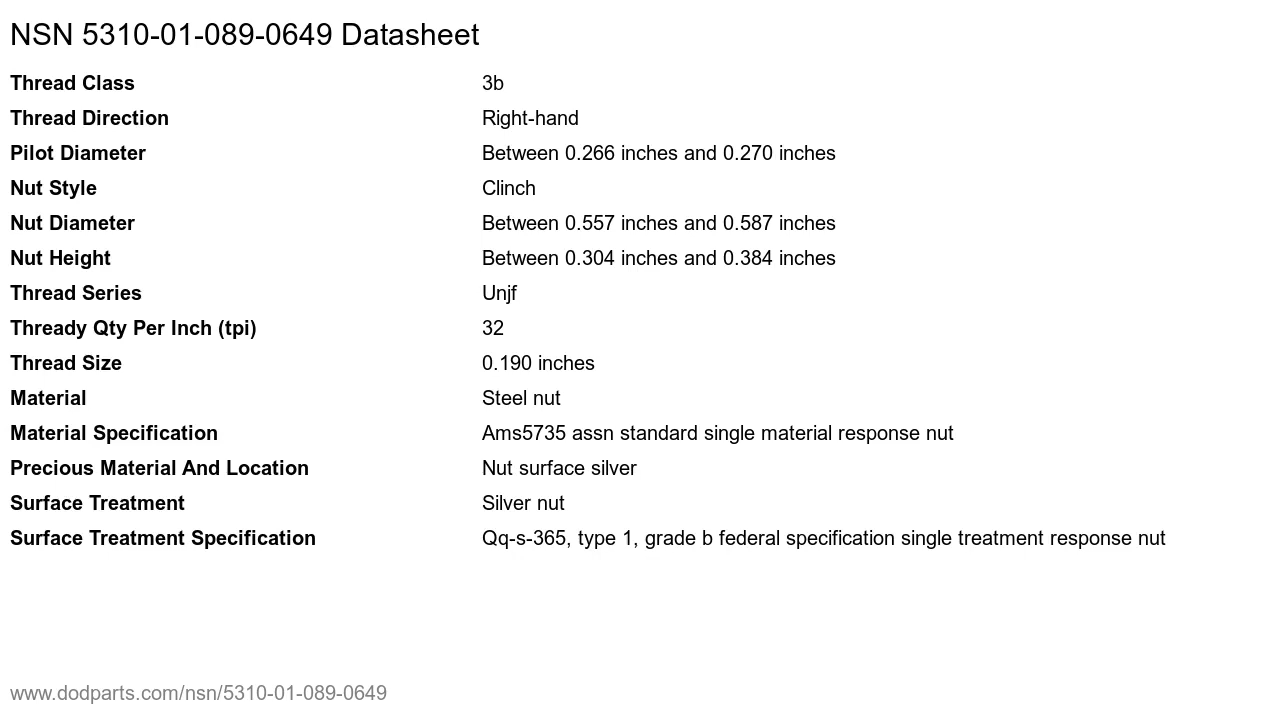 NSN 5310-01-089-0649 Datasheet
Thread Class 3b
Thread Direction Right-hand
Pilot Diameter Between 0.266 inches and 0.270 inches
Nut Style Clinch
Nut Diameter Between 0.557 inches and 0.587 inches
Nut Height Between 0.304 inches and 0.384 inches
Thread Series Unjf
Thready Qty Per Inch (tpi) 32
Thread Size 0.190 inches
Material Steel nut
Material Specification Ams5735 assn standard single material response nut
Precious Material And Location Nut surface silver
Surface Treatment Silver nut
Surface Treatment Specification Qq-s-365, type 1, grade b federal specification single treatment response nut
www.dodparts.com/nsn/5310-01-089-0649